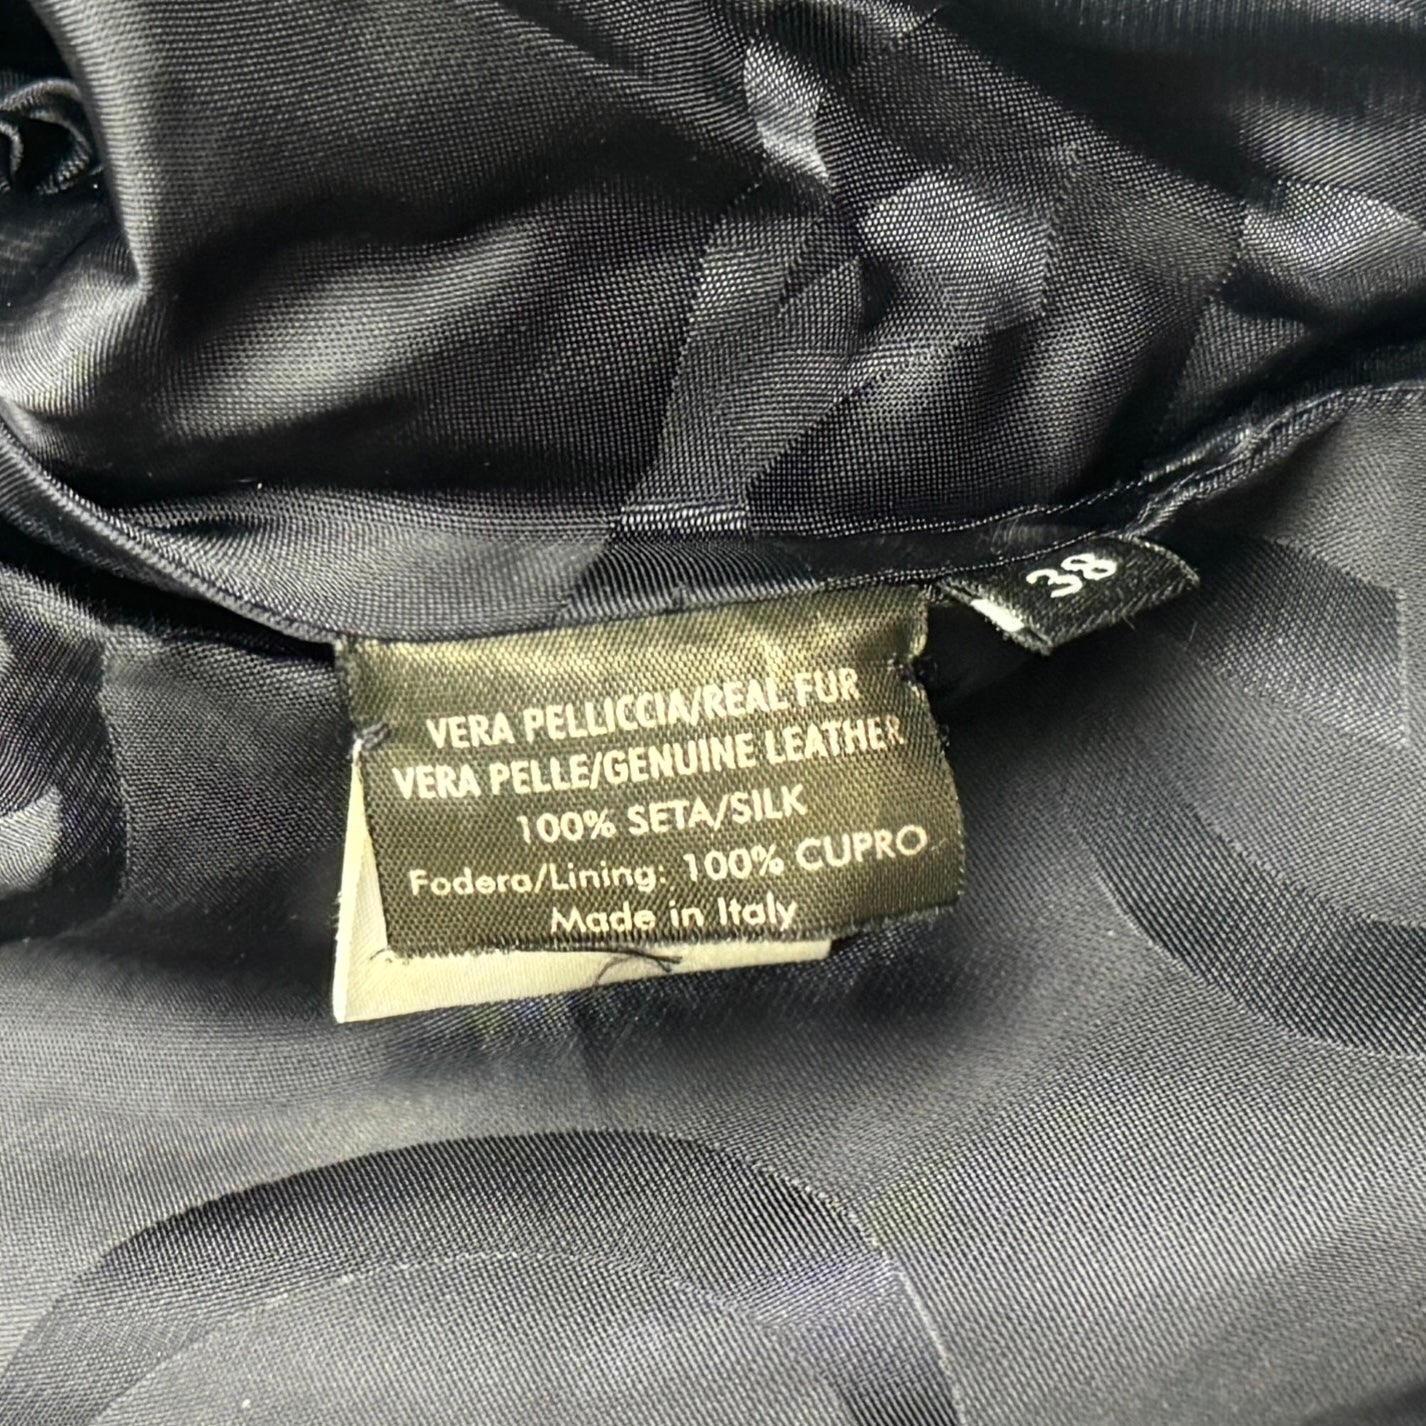 38
VERA PELLICCIA/REAL FUR
VERA PELLE/GENUINE LEATHER
100% SETA/SILK
Fodera/Lining: 100% CUPRO
Made in Italy